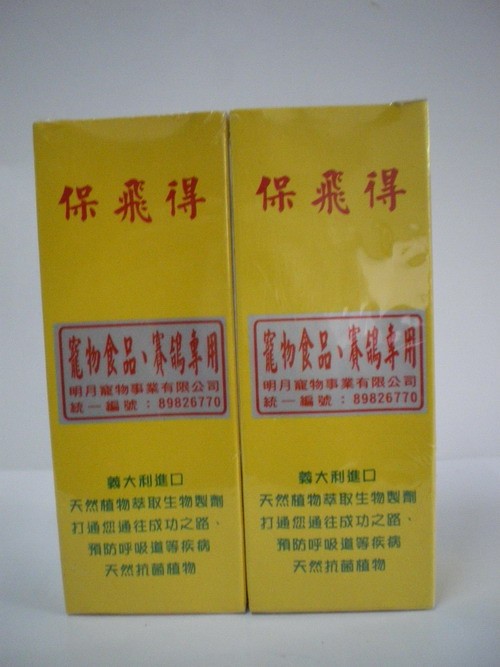 保飛得
寵物食品、賽鴿專用
明月寵物事業有限公司
統一編號：89826770
義大利進口
天然植物萃取生物製劑
打通您通往成功之路、
預防呼吸道等疾病
天然抗菌植物
保飛得
寵物食品、賽鴿專用
明月寵物事業有限公司
統一編號：89826770
義大利進口
天然植物萃取生物製劑
打通您通往成功之路、
預防呼吸道等疾病
天然抗菌植物